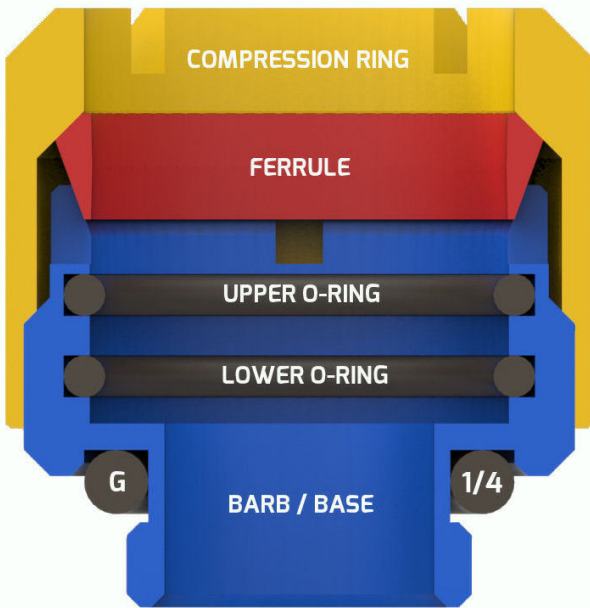 COMPRESSION RING
FERRULE
UPPER O-RING
LOWER O-RING
G
1/4
BARB / BASE